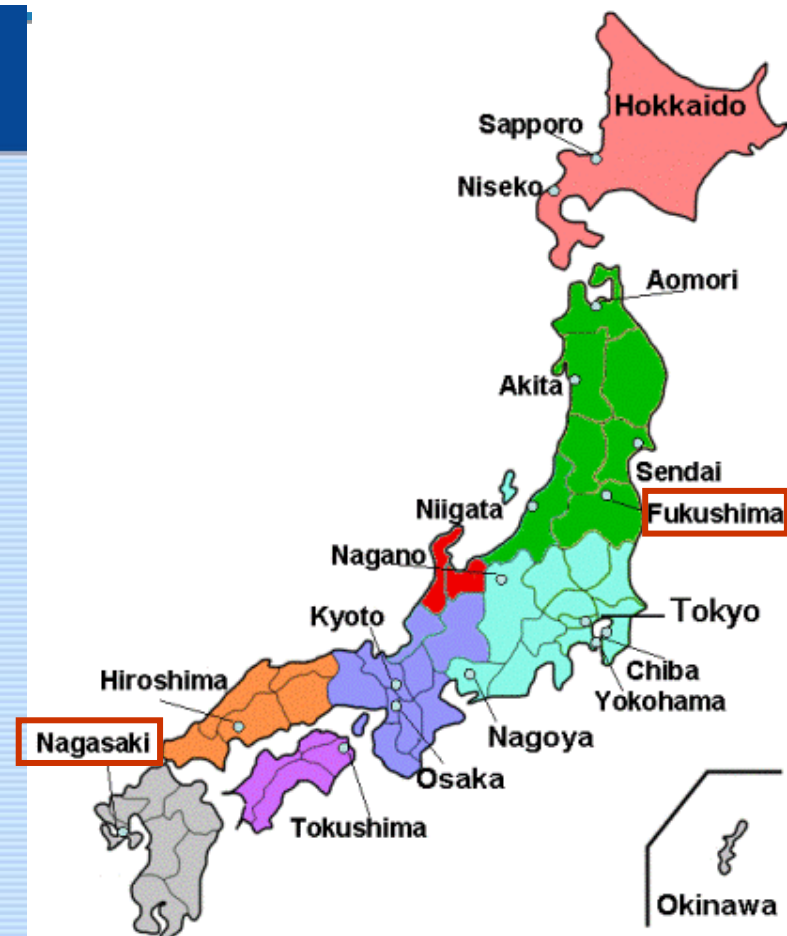 Hokkaido
Sapporo
Niseko
Aomori
Akita
Sendai
Niigata
Fukushima
Nagano
Kyoto
Tokyo
Chiba
Hiroshima
Yokohama
Nagasaki
Nagoya
Osaka
Tokushima
Okinawa